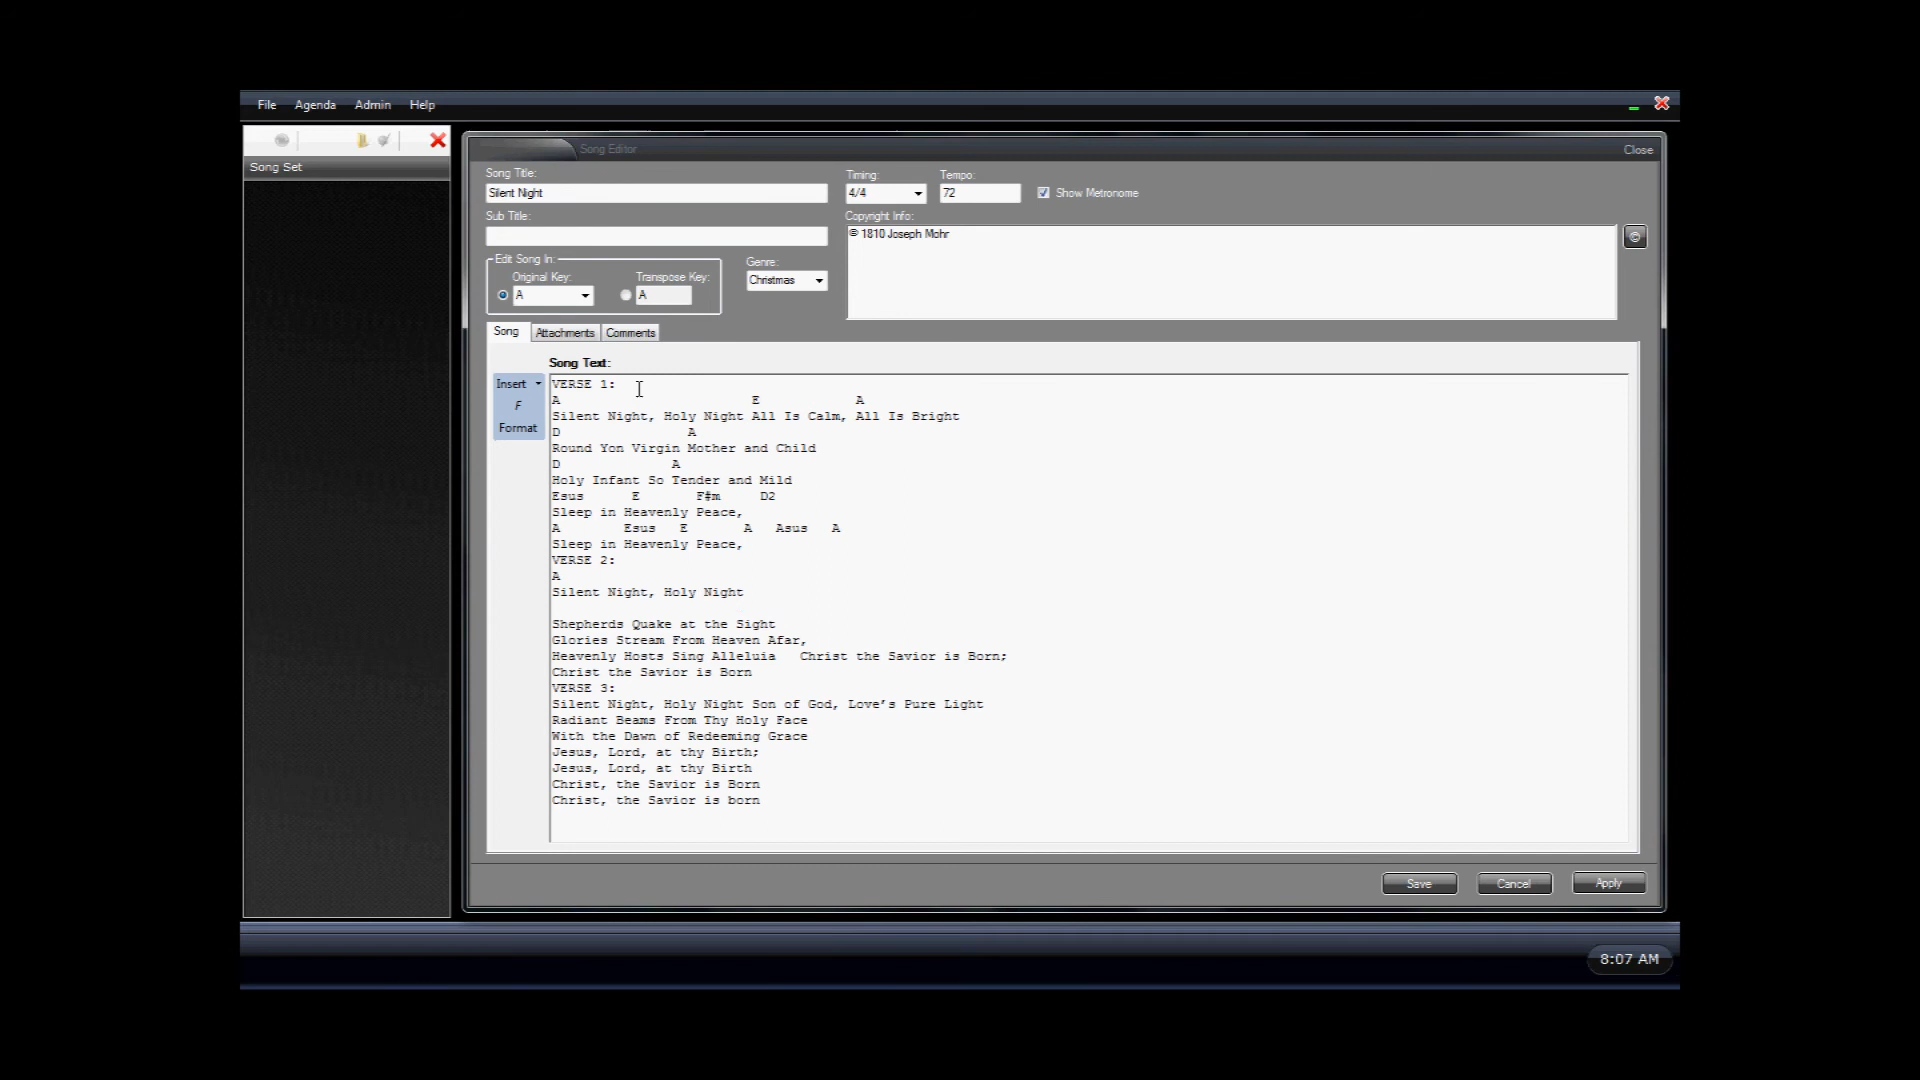 File Agenda Admin Help
Song Set
Song Editor Close
Song Title:
Silent Night
Timing: Tempo:
4/4 72 Show Metronome
Sub Title:
Copyright Info:
© 1810 Joseph Mohr
©
Edit Song In:
Original Key: Transpose Key:
A A
Genre:
Christmas
Song Attachments Comments
Song Text:
Insert
F
Format
VERSE 1:
A E A
Silent Night, Holy Night All Is Calm, All Is Bright
D A
Round Yon Virgin Mother and Child
D A
Holy Infant So Tender and Mild
Esus E F#m D2
Sleep in Heavenly Peace,
A Esus E A Asus A
Sleep in Heavenly Peace,
VERSE 2:
A
Silent Night, Holy Night
Shepherds Quake at the Sight
Glories Stream From Heaven Afar,
Heavenly Hosts Sing Alleluia Christ the Savior is Born;
Christ the Savior is Born
VERSE 3:
Silent Night, Holy Night Son of God, Love's Pure Light
Radiant Beams From Thy Holy Face
With the Dawn of Redeeming Grace
Jesus, Lord, at thy Birth;
Jesus, Lord, at thy Birth
Christ, the Savior is Born
Christ, the Savior is born
Save Cancel Apply
8:07 AM